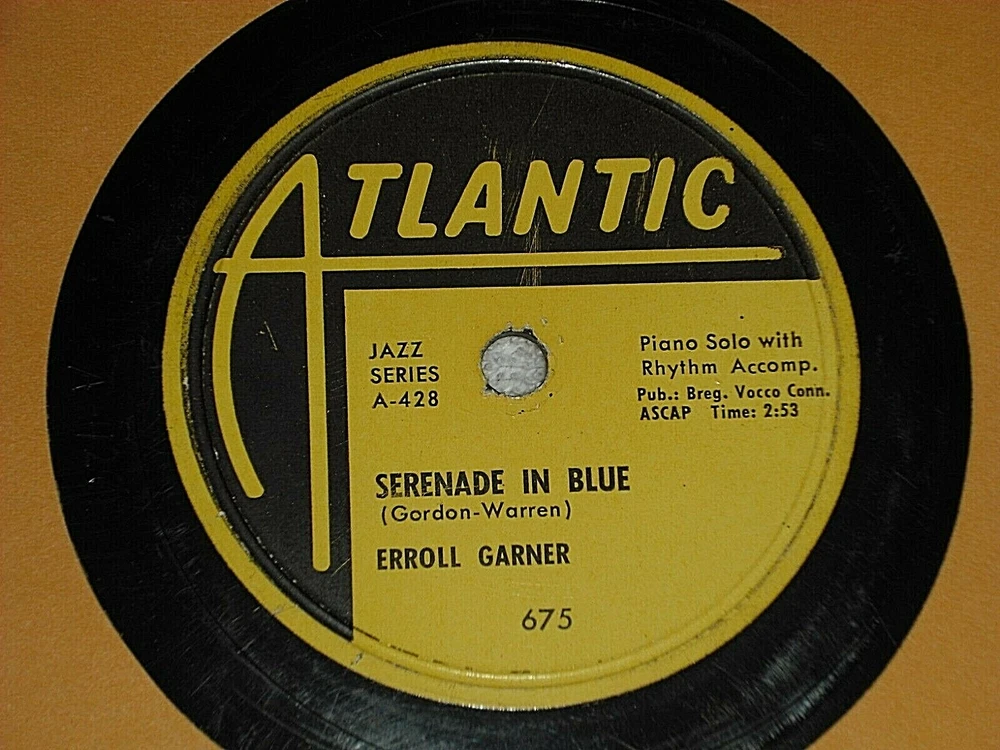 ATLANTIC
JAZZ
SERIES
A-428
Piano Solo with
Rhythm Accomp.
Pub.: Breg. Vocco Conn.
ASCAP Time: 2:53
SERENADE IN BLUE
(Gordon-Warren)
ERROLL GARNER
675